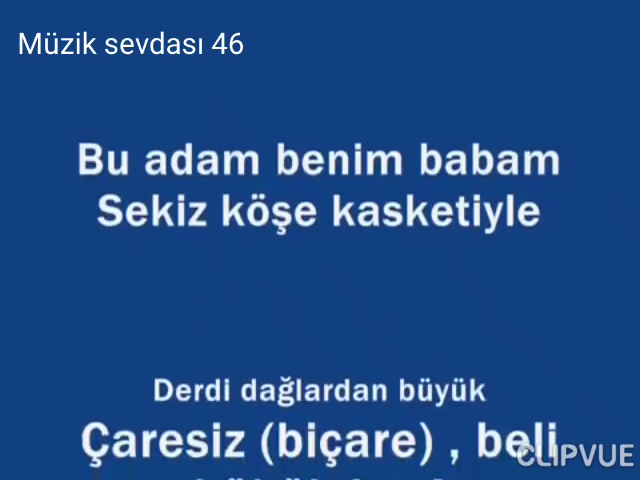 Müzik sevdası 46
Bu adam benim babam
Sekiz köşe kasketiyle
Derdi dağlardan büyük
Çaresiz (biçare) , beli
CLIPVUE